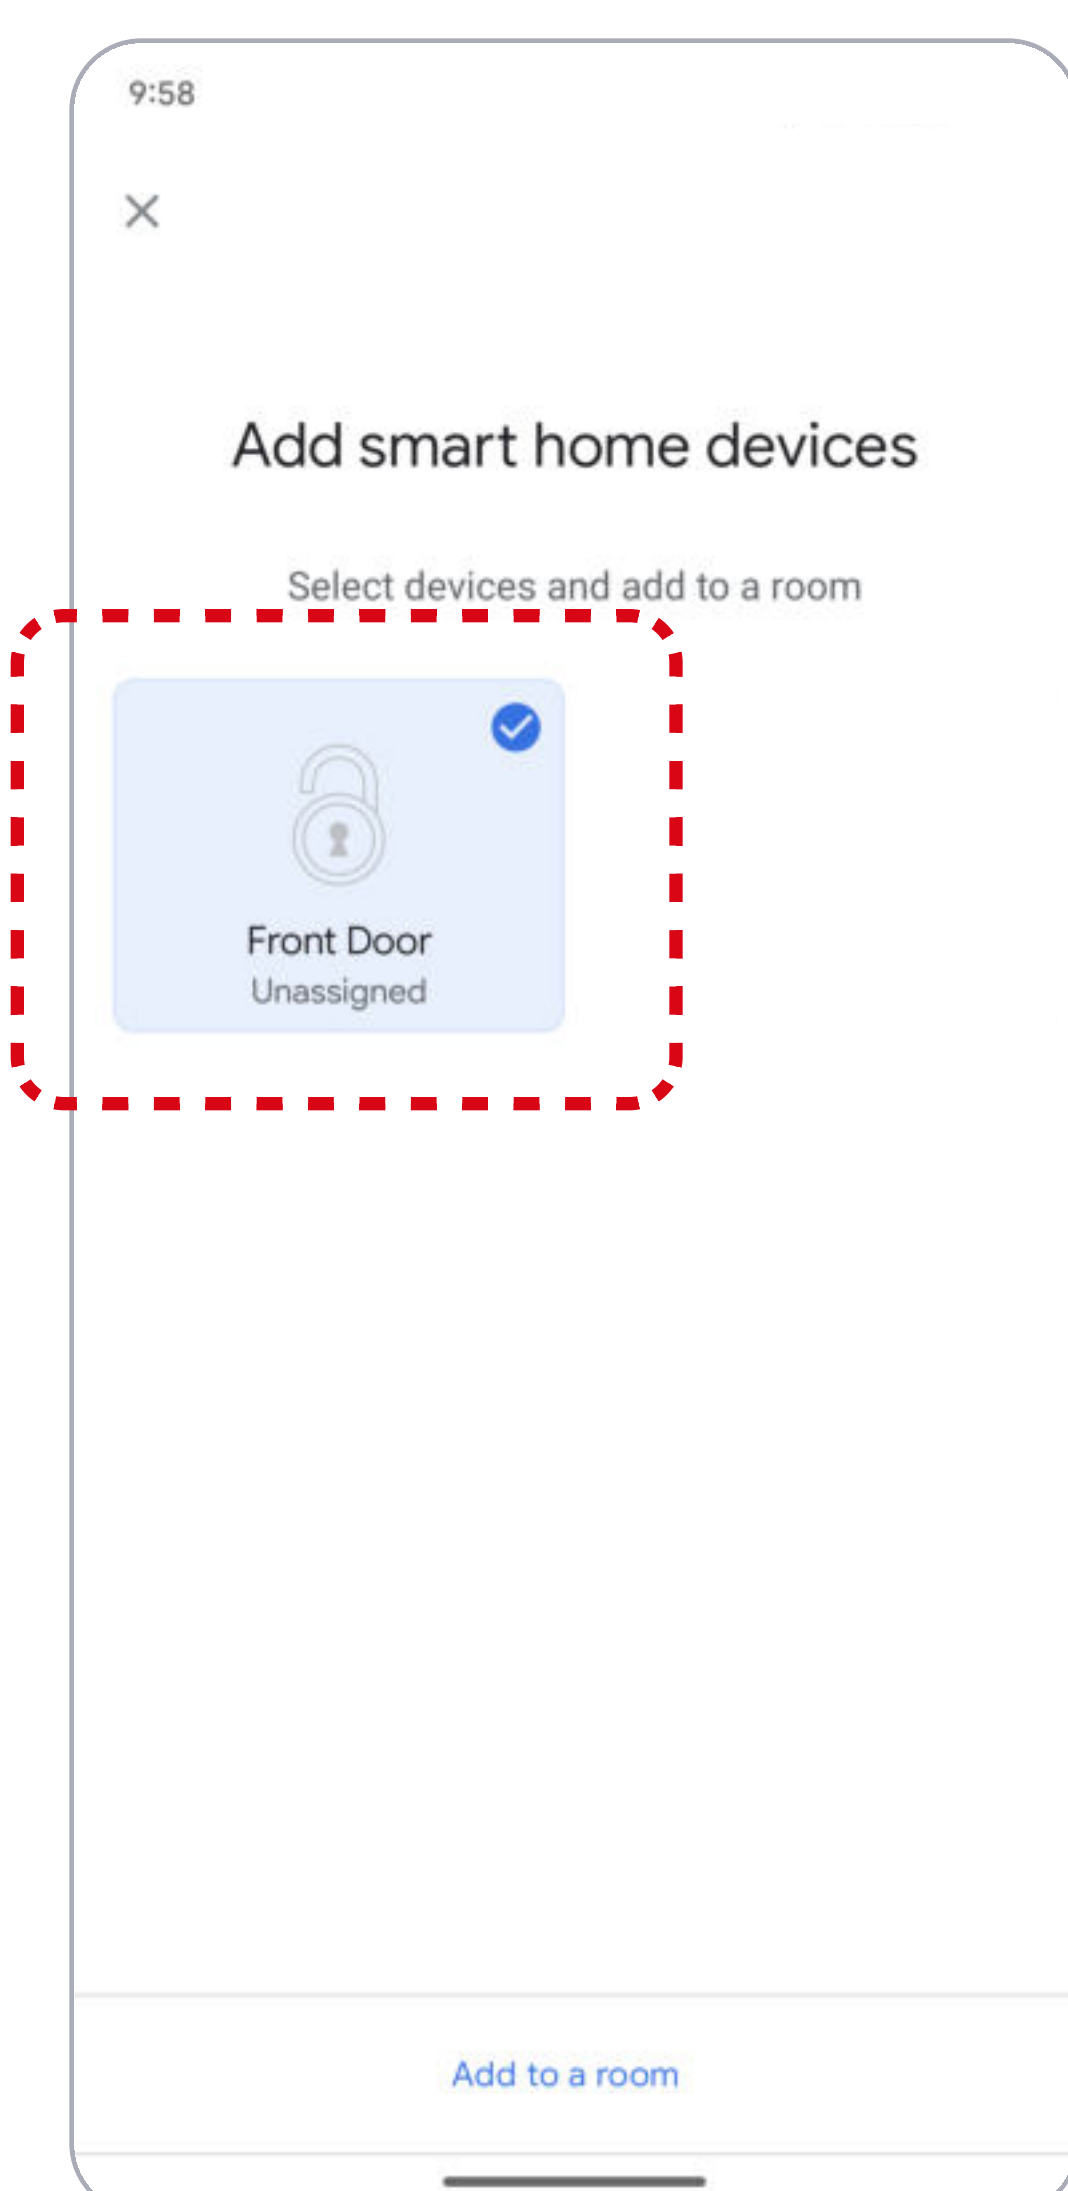 9:58
Add smart home devices
Select devices and add to a room
Front Door
Unassigned
Add to a room